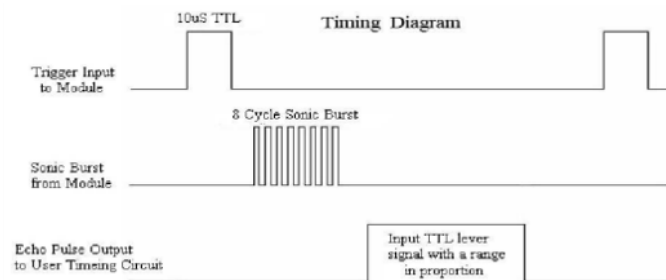 10uS TTL
Timing Diagram
Trigger Input
to Module
8 Cycle Sonic Burst
Sonic Burst
from Module
Echo Pulse Output
to User Timeing Circuit
Input TTL lever
signal with a range
in proportion